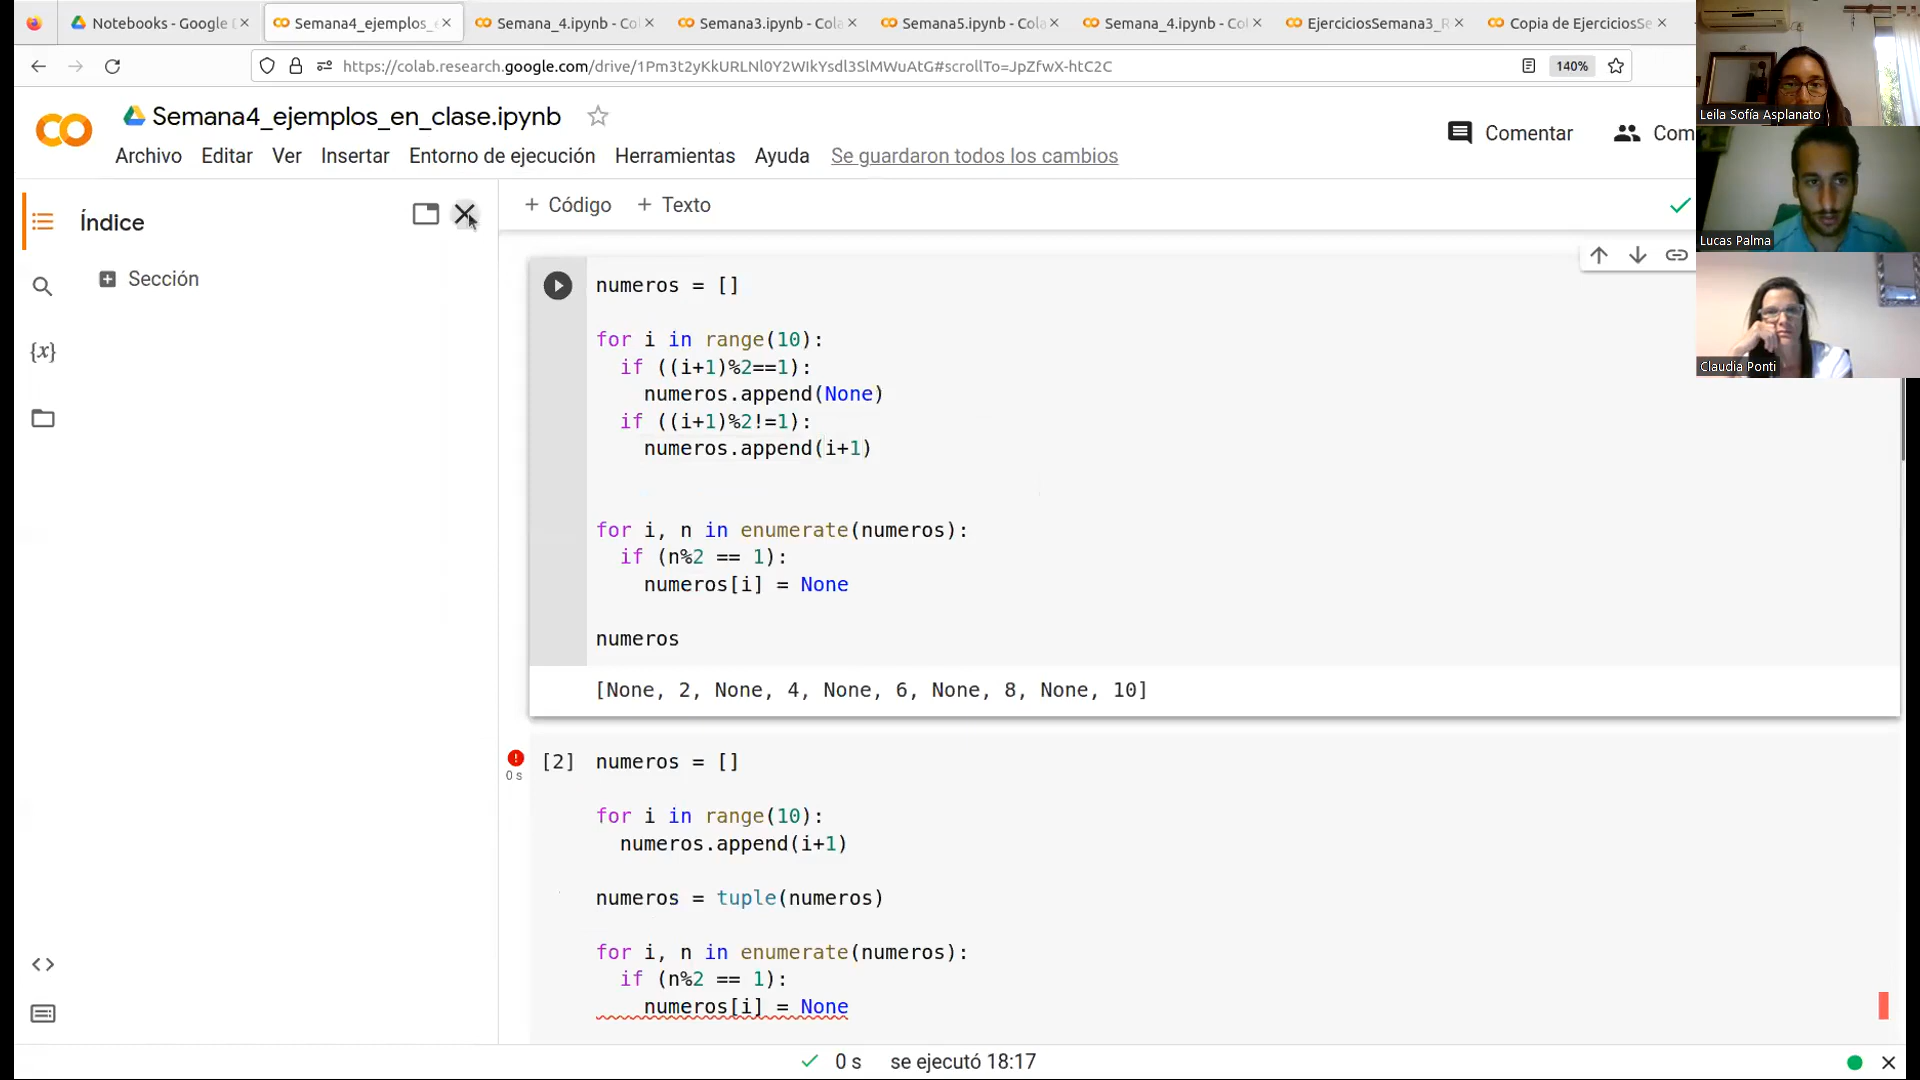 Notebooks - Google D
Semana4_ejemplos_e
Semana_4.ipynb - Col
Semana3.ipynb - Colab
Semana5.ipynb - Colab
Semana_4.ipynb - Col
EjerciciosSemana3_R
Copia de EjerciciosSe
https://colab.research.google.com/drive/1Pm3t2yKkURLNl0Y2WIkYsdl3SlMWuAtG#scrollTo=JpZfwX-htC2C
140%
Semana4_ejemplos_en_clase.ipynb
Archivo Editar Ver Insertar Entorno de ejecución Herramientas Ayuda Se guardaron todos los cambios
Comentar
Com
Leila Sofía Asplanato
Lucas Palma
Claudia Ponti
Índice
+ Sección
{x}
+ Código + Texto
numeros = []
for i in range(10):
if ((i+1)%2==1):
numeros.append(None)
if ((i+1)%2!=1):
numeros.append(i+1)
for i, n in enumerate(numeros):
if (n%2 == 1):
numeros[i] = None
numeros
[None, 2, None, 4, None, 6, None, 8, None, 10]
[2]
0 s
numeros = []
for i in range(10):
numeros.append(i+1)
numeros = tuple(numeros)
for i, n in enumerate(numeros):
if (n%2 == 1):
numeros[i] = None
0 s se ejecutó 18:17